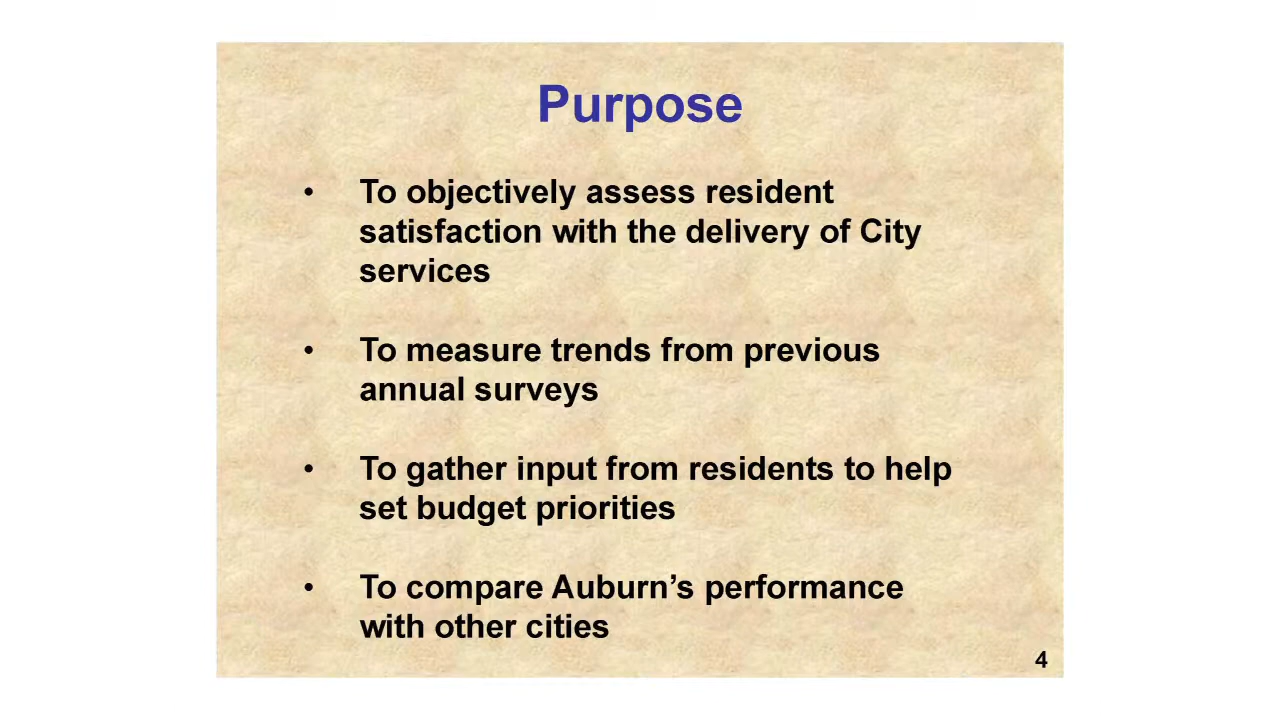 Purpose
• To objectively assess resident
satisfaction with the delivery of City
services
• To measure trends from previous
annual surveys
• To gather input from residents to help
set budget priorities
• To compare Auburn’s performance
with other cities
4